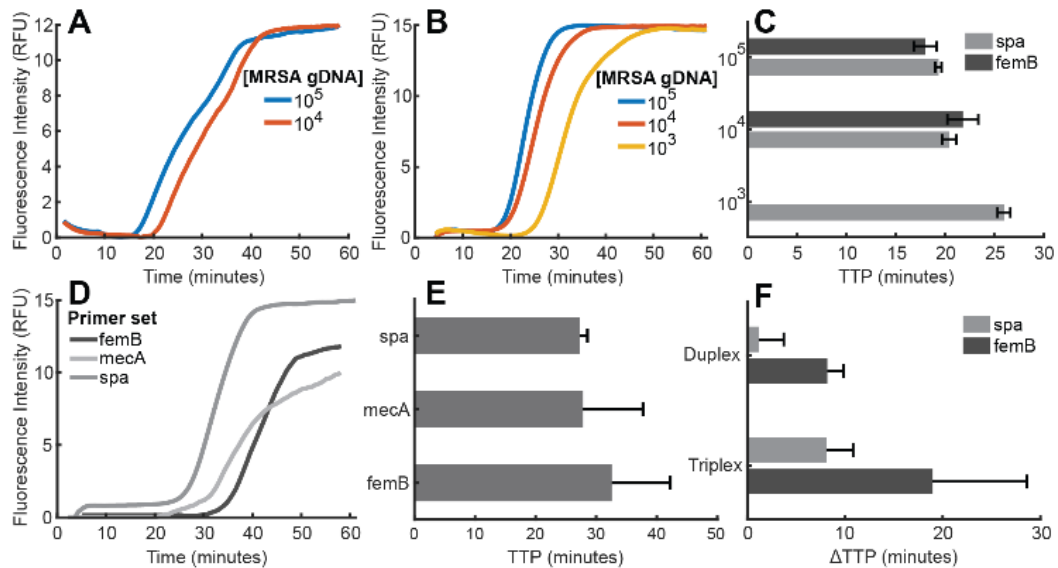 A
Fluorescence Intensity (RFU)
12
10
8
6
4
2
0
[MRSA gDNA]
10^5
10^4
0 10 20 30 40 50 60
Time (minutes)
B
Fluorescence Intensity (RFU)
15
10
5
0
[MRSA gDNA]
10^5
10^4
10^3
0 10 20 30 40 50 60
Time (minutes)
C
spa
femB
10^5
10^4
10^3
0 5 10 15 20 25 30
TTP (minutes)
D
Fluorescence Intensity (RFU)
15
10
5
0
Primer set
femB
mecA
spa
0 10 20 30 40 50 60
Time (minutes)
E
spa
mecA
femB
0 10 20 30 40 50
TTP (minutes)
F
spa
femB
Duplex
Triplex
0 10 20 30
ΔTTP (minutes)